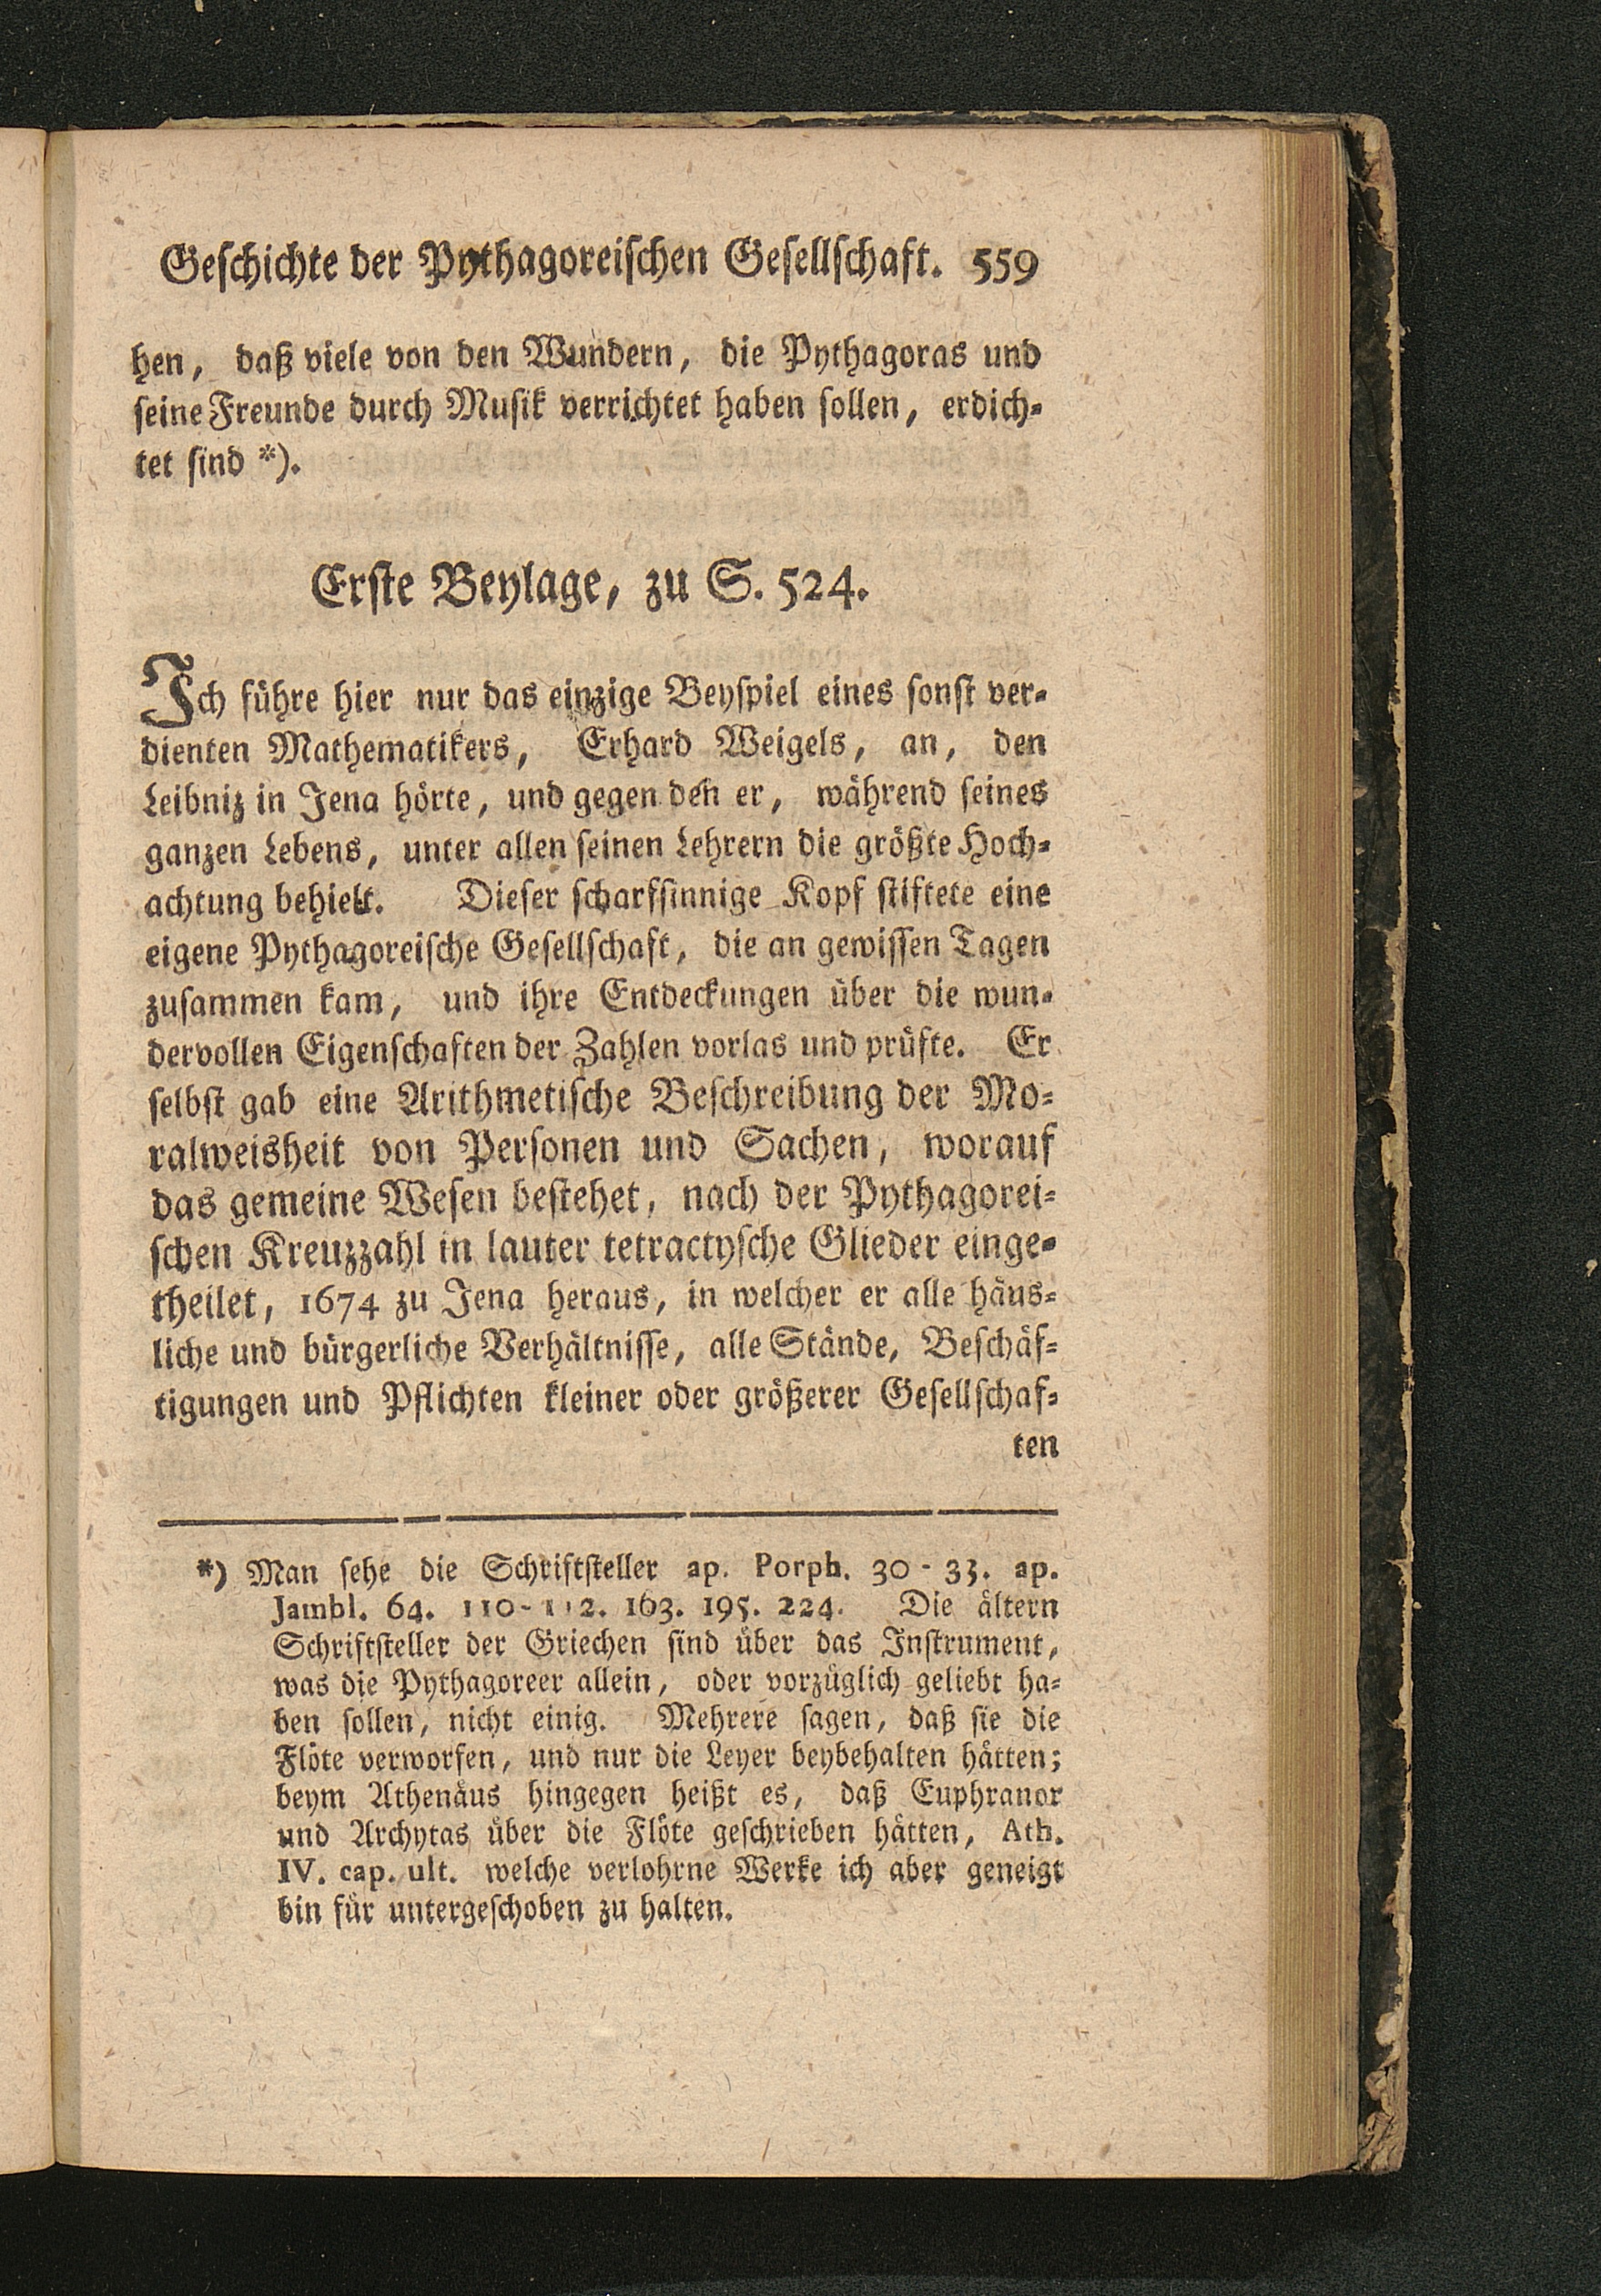 Geschichte der Pythagoreischen Gesellschaft. 559
hen, daß viele von den Wundern, die Pythagoras und
seine Freunde durch Musik verrichtet haben sollen, erdich-
tet sind *).
Erste Beylage, zu S. 524.
Ich führe hier nur das einzige Beyspiel eines sonst ver-
dienten Mathematikers, Erhard Weigels, an, den
Leibniz in Jena hörte, und gegen den er, während seines
ganzen Lebens, unter allen seinen Lehrern die größte Hoch-
achtung behielt. Dieser scharfsinnige Kopf stiftete eine
eigene Pythagoreische Gesellschaft, die an gewissen Tagen
zusammen kam, und ihre Entdeckungen über die wun-
dervollen Eigenschaften der Zahlen vorlas und prüfte. Er
selbst gab eine Arithmetische Beschreibung der Mo-
ralweisheit von Personen und Sachen, worauf
das gemeine Wesen bestehet, nach der Pythagorei-
schen Kreuzzahl in lauter tetractysche Glieder einge-
theilet, 1674 zu Jena heraus, in welcher er alle häus-
liche und bürgerliche Verhältnisse, alle Stände, Beschäf-
tigungen und Pflichten kleiner oder größerer Gesellschaf-
ten
*) Man sehe die Schriftsteller ap. Porph. 30-33. ap.
Jambl. 64. 110-112. 163. 195. 224. Die ältern
Schriftsteller der Griechen sind über das Instrument,
was die Pythagoreer allein, oder vorzüglich geliebt ha-
ben sollen, nicht einig. Mehrere sagen, daß sie die
Flöte verworfen, und nur die Leyer beybehalten hätten;
beym Athenäus hingegen heißt es, daß Euphranor
und Archytas über die Flöte geschrieben hätten, Ath.
IV. cap. ult. welche verlohrne Werke ich aber geneigt
bin für untergeschoben zu halten.